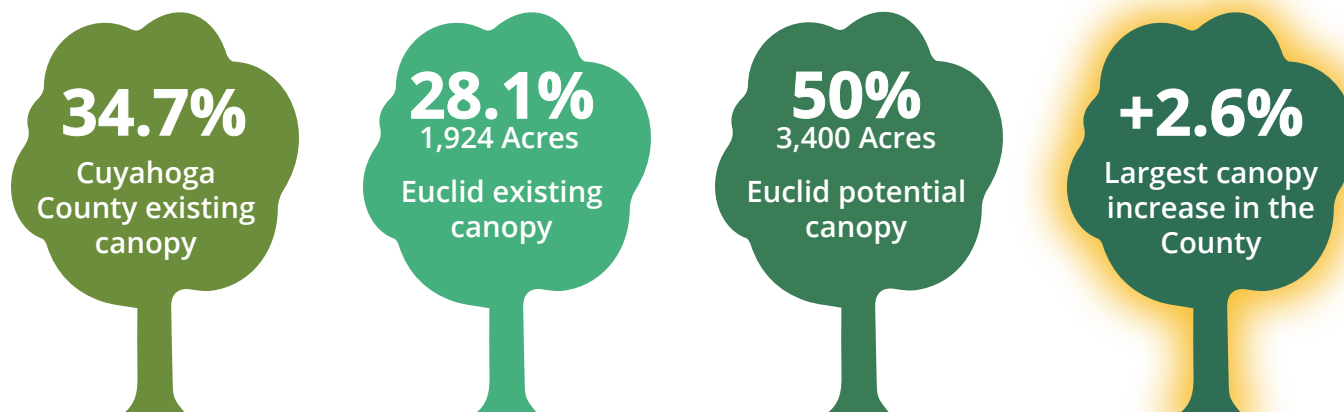 34.7%
Cuyahoga
County existing
canopy
28.1%
1,924 Acres
Euclid existing
canopy
50%
3,400 Acres
Euclid potential
canopy
+2.6%
Largest canopy
increase in the
County